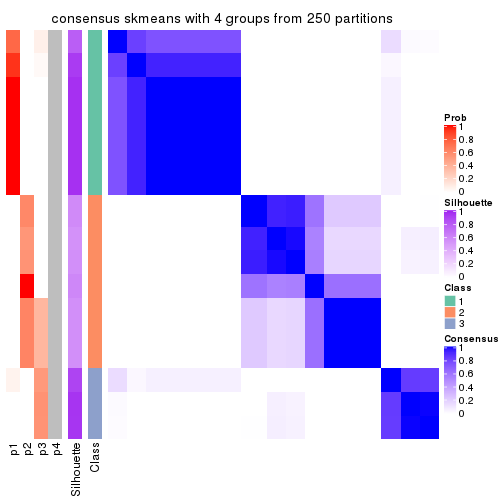 consensus skmeans with 4 groups from 250 partitions
Prob
1
0.8
0.6
0.4
0.2
0
Silhouette
1
0.8
0.6
0.4
0.2
0
Class
1
2
3
Consensus
1
0.8
0.6
0.4
0.2
0
p1
p2
p3
p4
Silhouette
Class